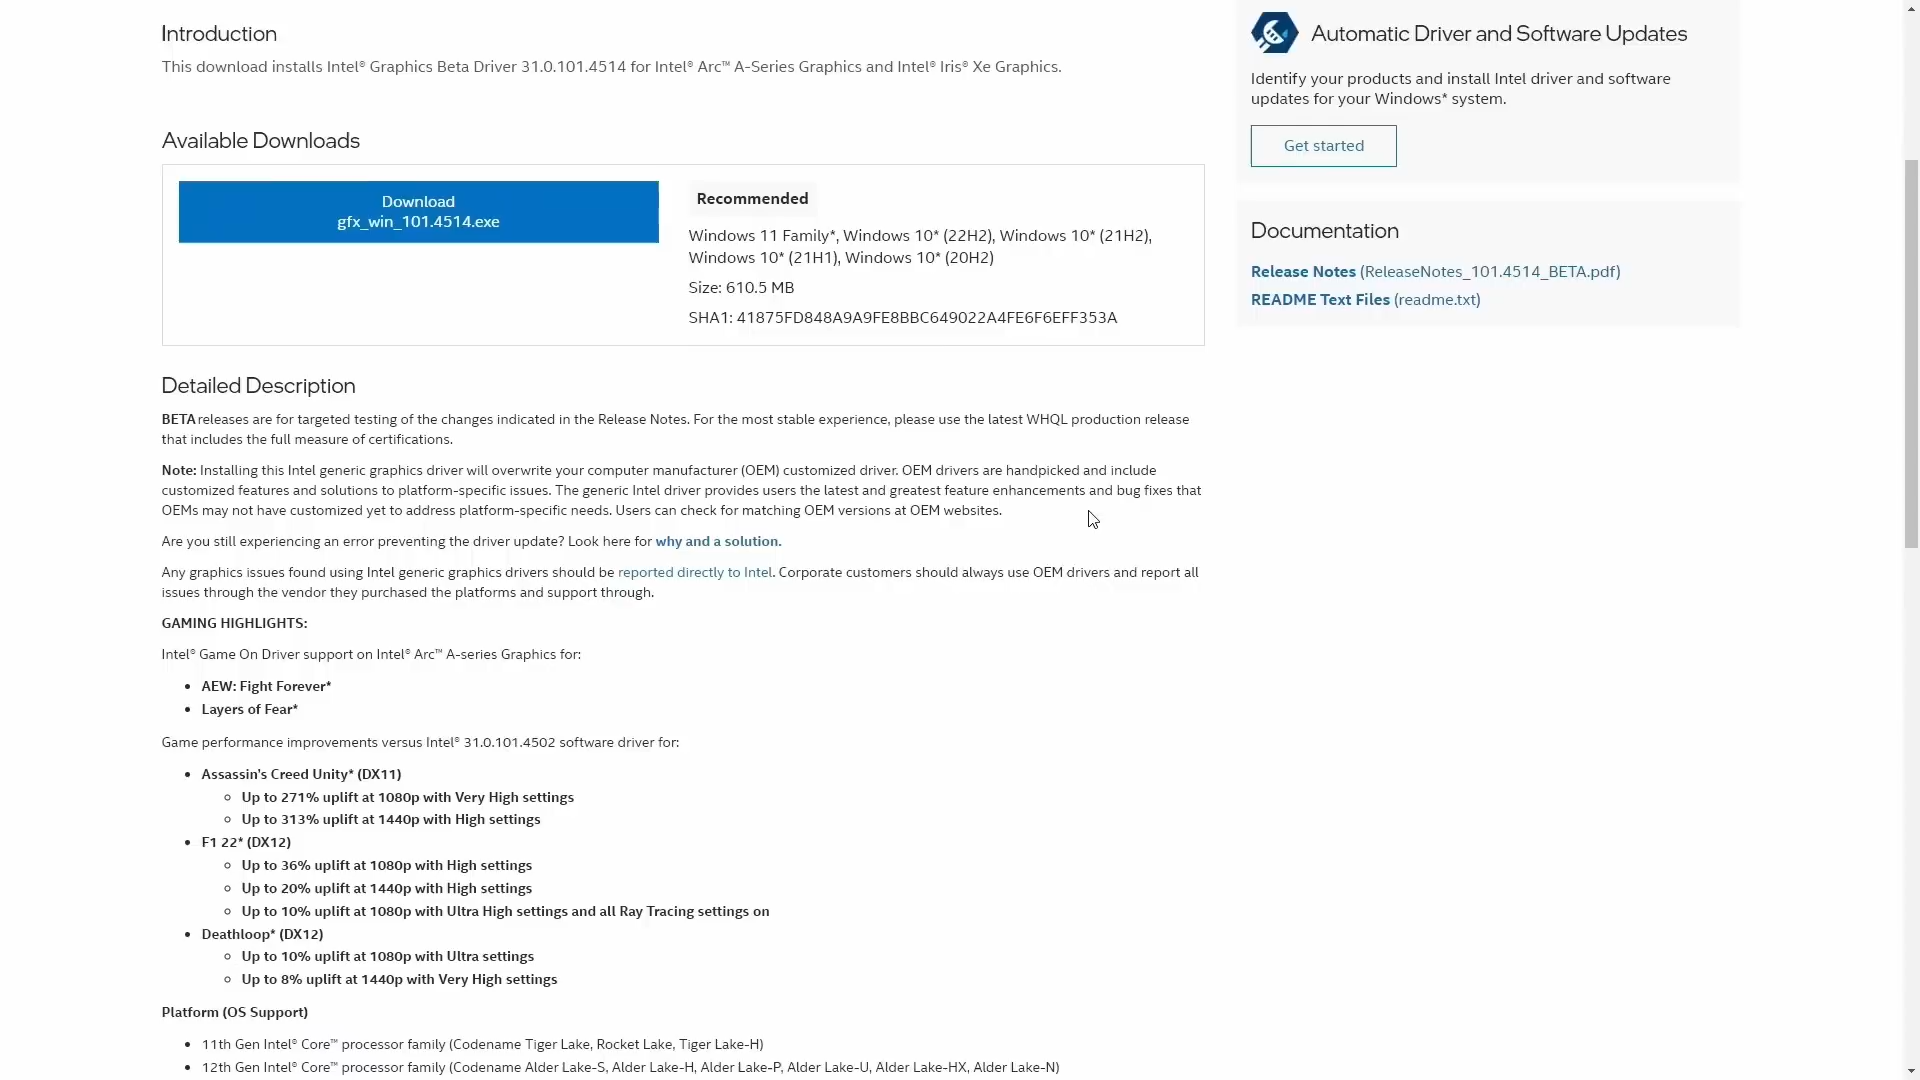 Introduction
This download installs Intel® Graphics Beta Driver 31.0.101.4514 for Intel® Arc™ A-Series Graphics and Intel® Iris® Xe Graphics.
Available Downloads
Download
gfx_win_101.4514.exe
Recommended
Windows 11 Family*, Windows 10* (22H2), Windows 10* (21H2),
Windows 10* (21H1), Windows 10* (20H2)
Size: 610.5 MB
SHA1: 41875FD848A9A9FE8BBC649022A4FE6F6EFF353A
Detailed Description
BETA releases are for targeted testing of the changes indicated in the Release Notes. For the most stable experience, please use the latest WHQL production release
that includes the full measure of certifications.
Note: Installing this Intel generic graphics driver will overwrite your computer manufacturer (OEM) customized driver. OEM drivers are handpicked and include
customized features and solutions to platform-specific issues. The generic Intel driver provides users the latest and greatest feature enhancements and bug fixes that
OEMs may not have customized yet to address platform-specific needs. Users can check for matching OEM versions at OEM websites.
Are you still experiencing an error preventing the driver update? Look here for why and a solution.
Any graphics issues found using Intel generic graphics drivers should be reported directly to Intel. Corporate customers should always use OEM drivers and report all
issues through the vendor they purchased the platforms and support through.
GAMING HIGHLIGHTS:
Intel® Game On Driver support on Intel® Arc™ A-series Graphics for:
• AEW: Fight Forever*
• Layers of Fear*
Game performance improvements versus Intel® 31.0.101.4502 software driver for:
• Assassin's Creed Unity* (DX11)
○ Up to 271% uplift at 1080p with Very High settings
○ Up to 313% uplift at 1440p with High settings
• F1 22* (DX12)
○ Up to 36% uplift at 1080p with High settings
○ Up to 20% uplift at 1440p with High settings
○ Up to 10% uplift at 1080p with Ultra High settings and all Ray Tracing settings on
• Deathloop* (DX12)
○ Up to 10% uplift at 1080p with Ultra settings
○ Up to 8% uplift at 1440p with Very High settings
Platform (OS Support)
• 11th Gen Intel® Core™ processor family (Codename Tiger Lake, Rocket Lake, Tiger Lake-H)
• 12th Gen Intel® Core™ processor family (Codename Alder Lake-S, Alder Lake-H, Alder Lake-P, Alder Lake-U, Alder Lake-HX, Alder Lake-N)
Automatic Driver and Software Updates
Identify your products and install Intel driver and software
updates for your Windows* system.
Get started
Documentation
Release Notes (ReleaseNotes_101.4514_BETA.pdf)
README Text Files (readme.txt)